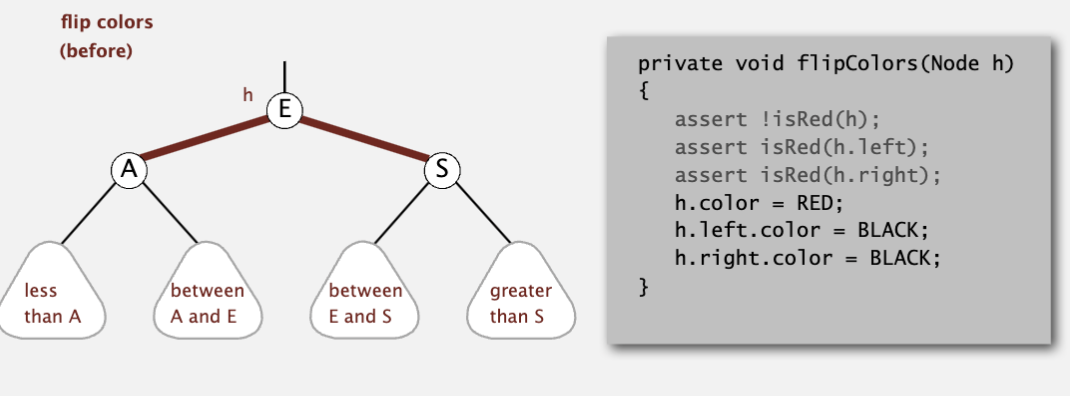 flip colors
(before)
h
E
A
S
less
than A
between
A and E
between
E and S
greater
than S
private void flipColors(Node h)
{
   assert !isRed(h);
   assert isRed(h.left);
   assert isRed(h.right);
   h.color = RED;
   h.left.color = BLACK;
   h.right.color = BLACK;
}